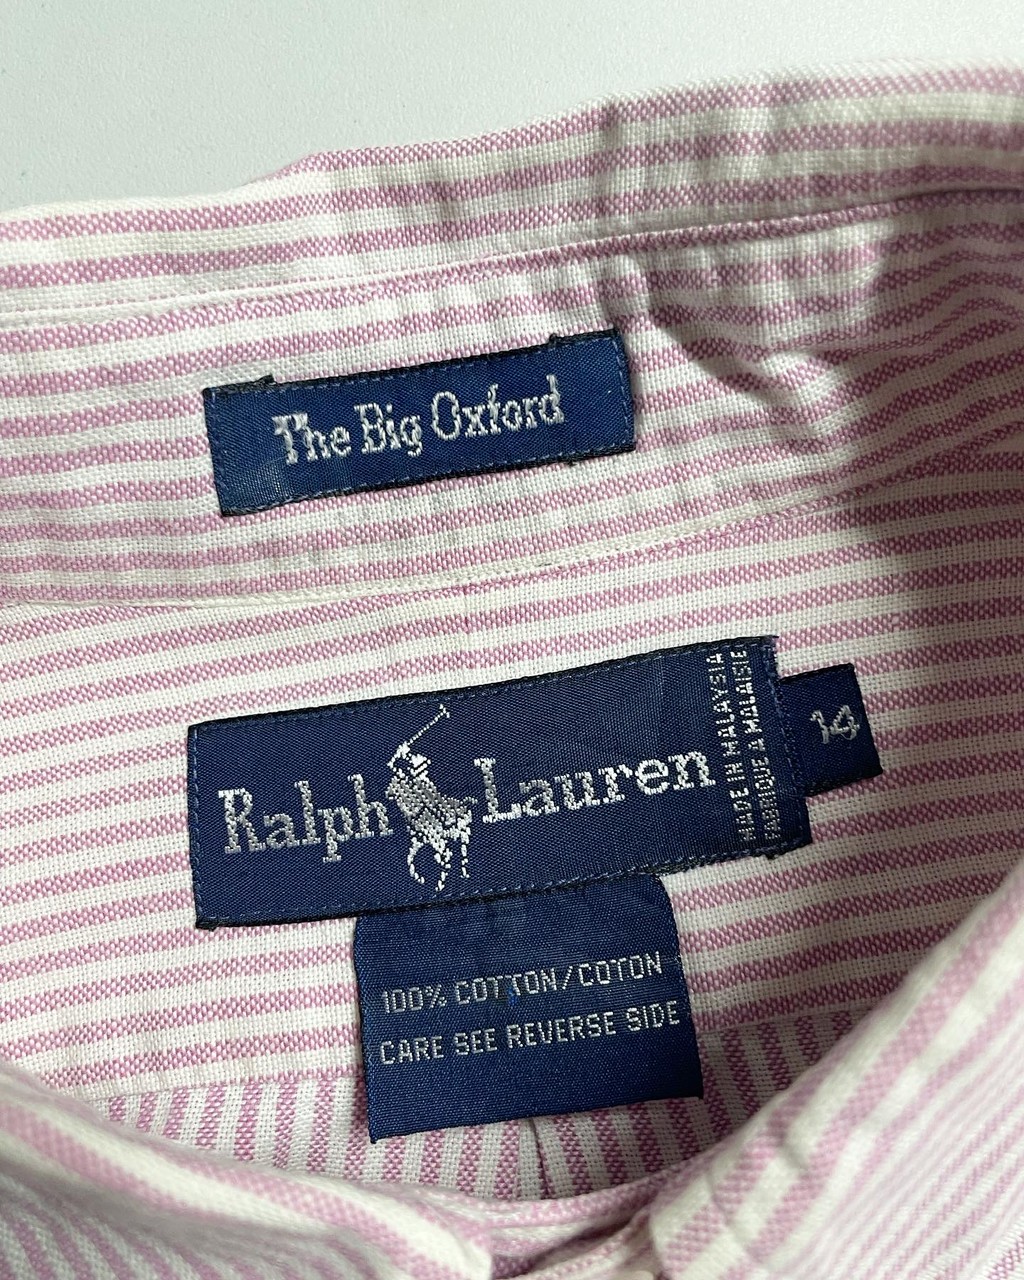 The Big Oxford
Ralph Lauren
MADE IN MALAYSIA
FABRIQUE A MALAISIE
14
100% COTTON/COTON
CARE SEE REVERSE SIDE